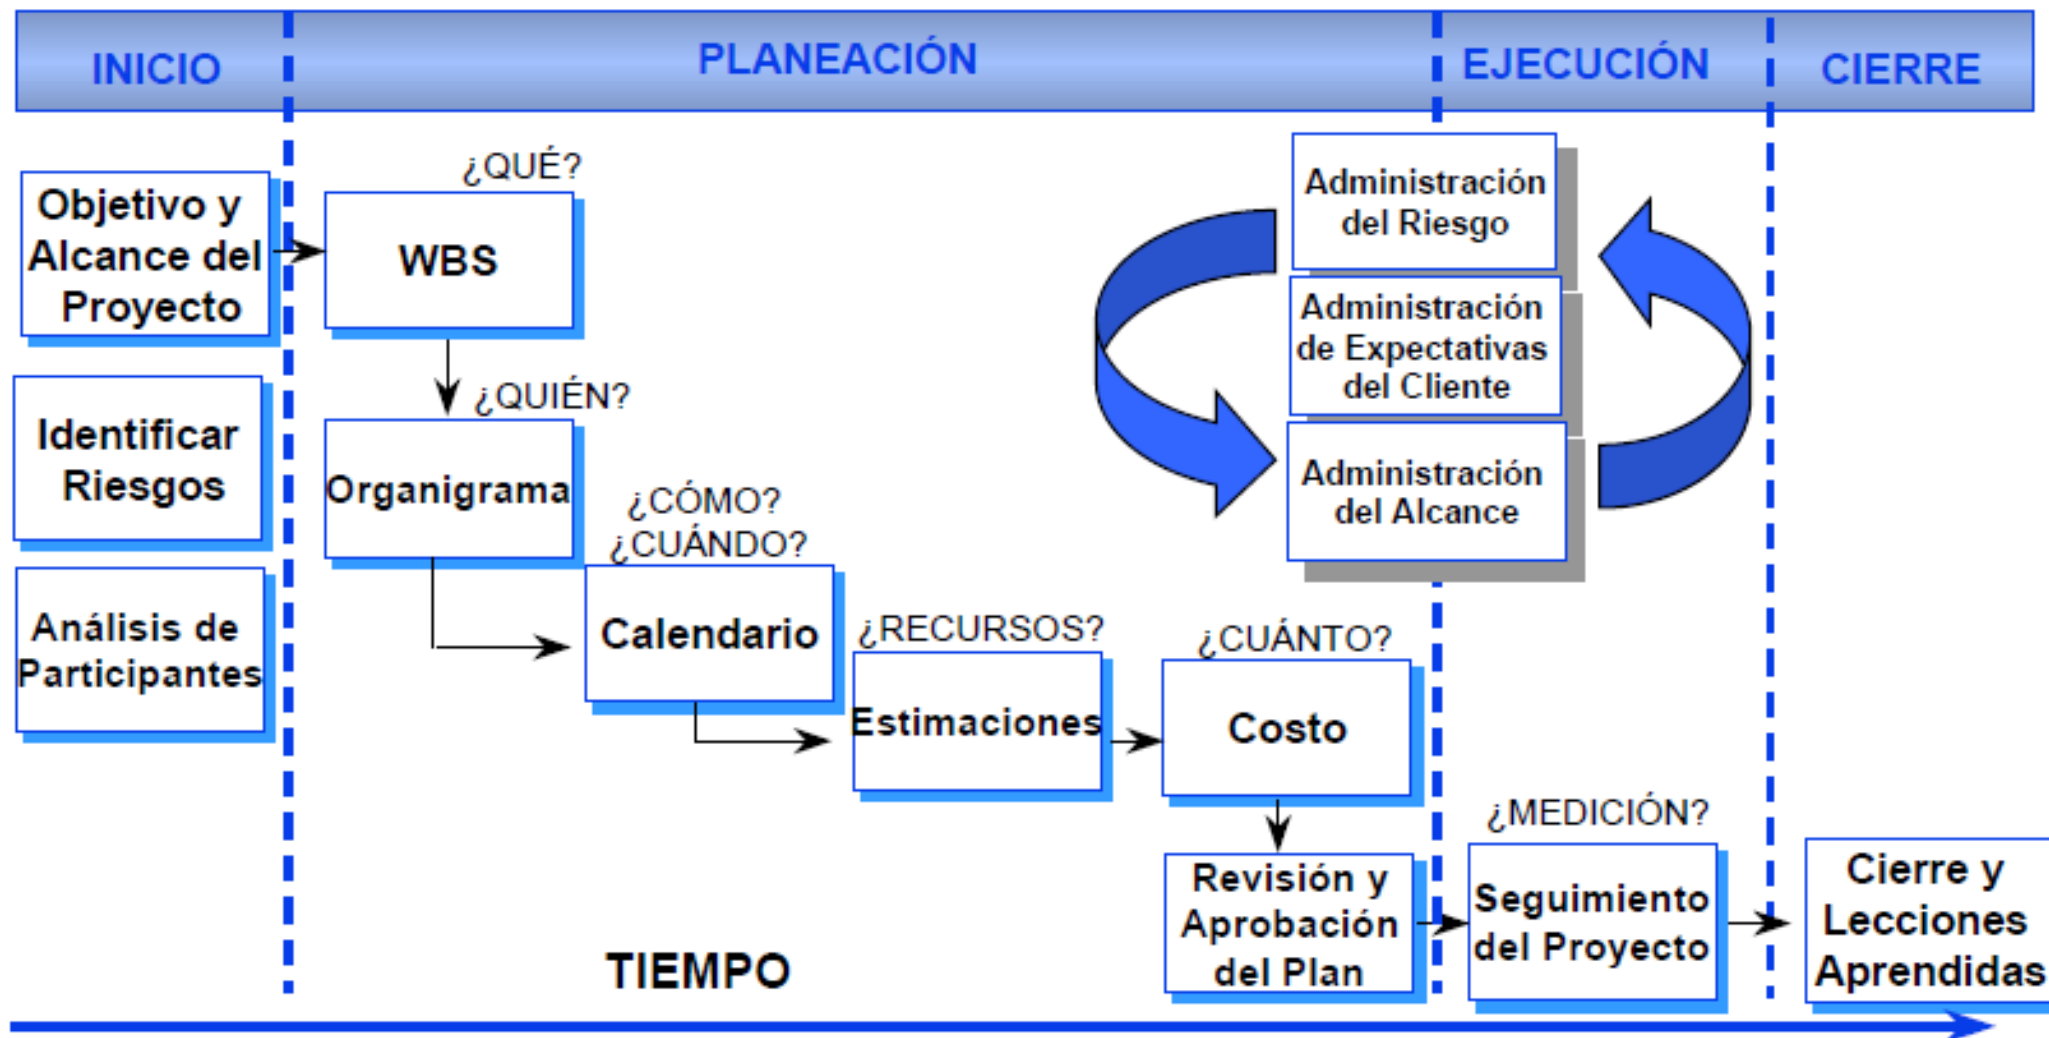 INICIO
PLANEACIÓN
EJECUCIÓN
CIERRE
Objetivo y
Alcance del
Proyecto
Identificar
Riesgos
Análisis de
Participantes
¿QUÉ?
WBS
¿QUIÉN?
Organigrama
¿CÓMO?
¿CUÁNDO?
Calendario
¿RECURSOS?
Estimaciones
¿CUÁNTO?
Costo
Revisión y
Aprobación
del Plan
Administración
del Riesgo
Administración
de Expectativas
del Cliente
Administración
del Alcance
¿MEDICIÓN?
Seguimiento
del Proyecto
Cierre y
Lecciones
Aprendidas
TIEMPO